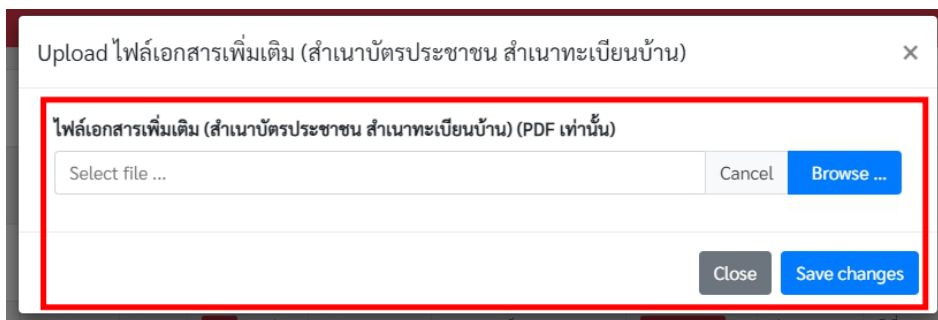 Upload ไฟล์เอกสารเพิ่มเติม (สำเนาบัตรประชาชน สำเนาทะเบียนบ้าน) ×
ไฟล์เอกสารเพิ่มเติม (สำเนาบัตรประชาชน สำเนาทะเบียนบ้าน) (PDF เท่านั้น)
Select file ... Cancel Browse ...
Close Save changes